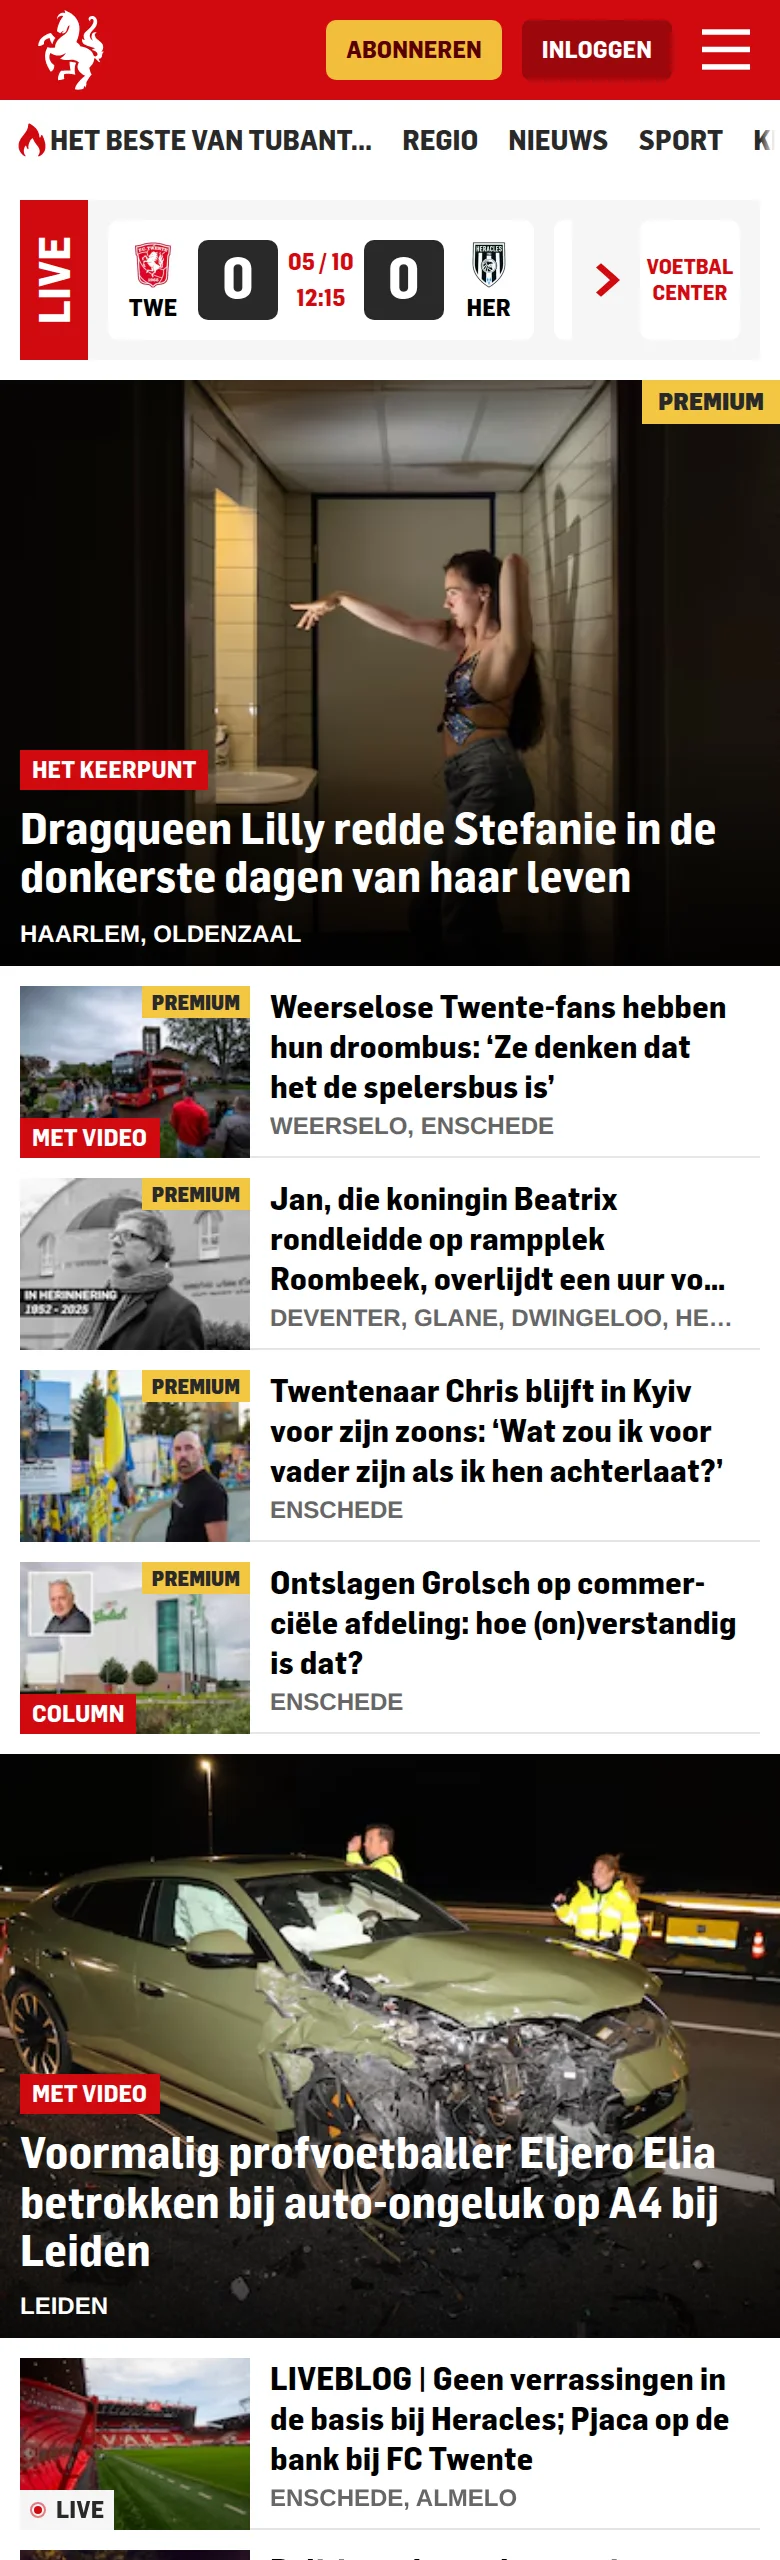 ABONNEREN
INLOGGEN
HET BESTE VAN TUBANT...
REGIO
NIEUWS
SPORT
LIVE
TWE
0
05 / 10
12:15
0
HERACLES
HER
VOETBAL
CENTER
PREMIUM
HET KEERPUNT
Dragqueen Lilly redde Stefanie in de
donkerste dagen van haar leven
HAARLEM, OLDENZAAL
PREMIUM
MET VIDEO
Weerselose Twente-fans hebben
hun droombus: ‘Ze denken dat
het de spelersbus is’
WEERSELO, ENSCHEDE
PREMIUM
IN HERINNERING
1952 - 2025
Jan, die koningin Beatrix
rondleidde op rampplek
Roombeek, overlijdt een uur vo...
DEVENTER, GLANE, DWINGELOO, HE...
PREMIUM
Twentenaar Chris blijft in Kyiv
voor zijn zoons: ‘Wat zou ik voor
vader zijn als ik hen achterlaat?’
ENSCHEDE
PREMIUM
Grolsch
COLUMN
Ontslagen Grolsch op commer-
ciële afdeling: hoe (on)verstandig
is dat?
ENSCHEDE
MET VIDEO
Voormalig profvoetballer Eljero Elia
betrokken bij auto-ongeluk op A4 bij
Leiden
LEIDEN
VAK-P
LIVE
LIVEBLOG | Geen verrassingen in
de basis bij Heracles; Pjaca op de
bank bij FC Twente
ENSCHEDE, ALMELO